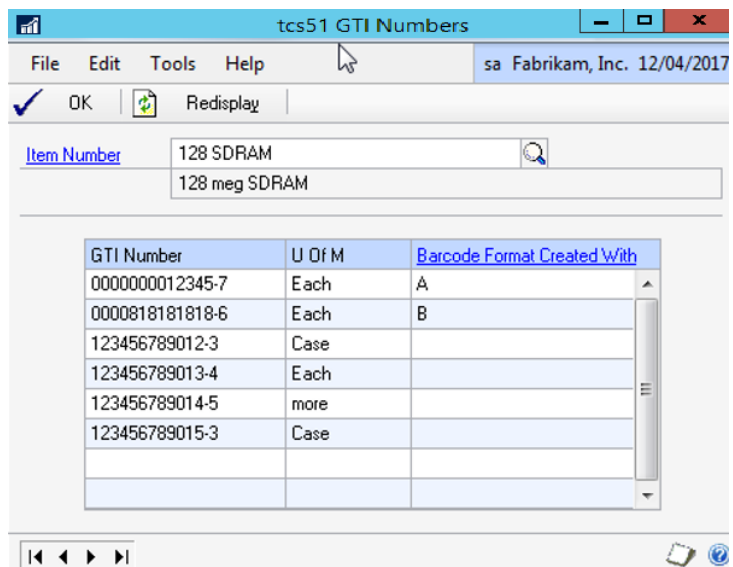 tcs51 GTI Numbers
File Edit Tools Help sa Fabrikam, Inc. 12/04/2017
OK Redisplay
Item Number 128 SDRAM
128 meg SDRAM
GTI Number U Of M Barcode Format Created With
0000000012345-7 Each A
0000818181818-6 Each B
123456789012-3 Case
123456789013-4 Each
123456789014-5 more
123456789015-3 Case